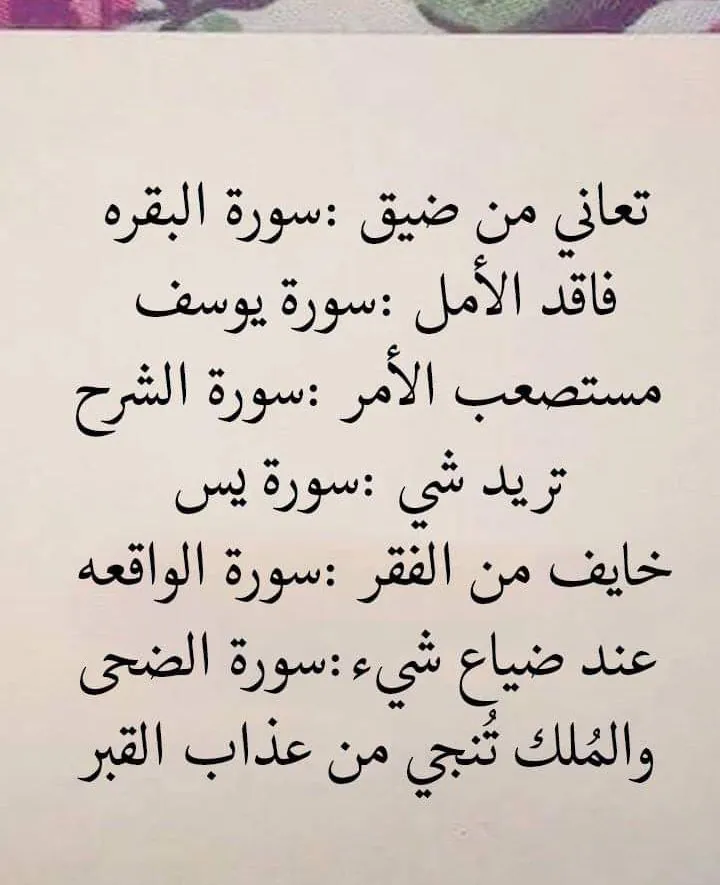 تعاني من ضيق :سورة البقره
فاقد الأمل :سورة يوسف
مستصعب الأمر :سورة الشرح
تريد شي :سورة يس
خايف من الفقر :سورة الواقعه
عند ضياع شيء:سورة الضحى
والمُلك تُنجي من عذاب القبر